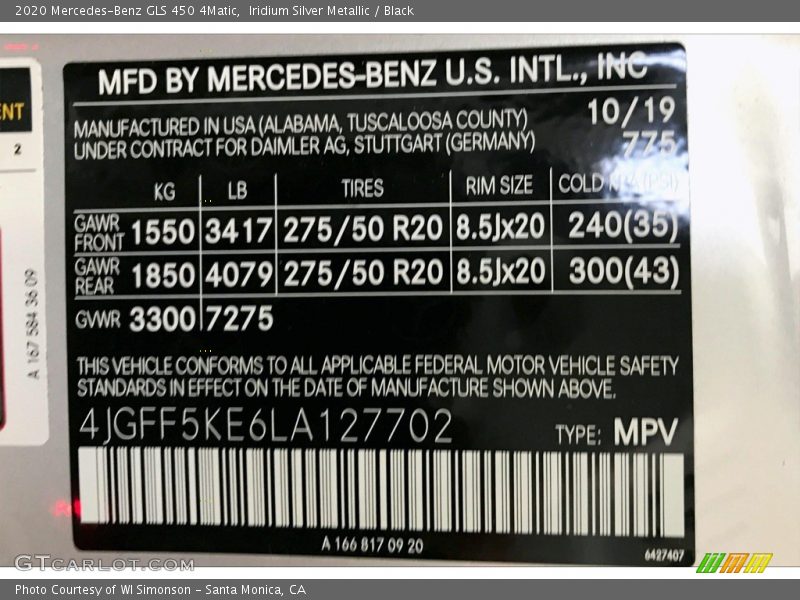 2020 Mercedes-Benz GLS 450 4Matic,  Iridium Silver Metallic / Black
ENT
2
A 167 584 36 09
MFD BY MERCEDES-BENZ U.S. INTL., INC
10/19
MANUFACTURED IN USA (ALABAMA, TUSCALOOSA COUNTY)
UNDER CONTRACT FOR DAIMLER AG, STUTTGART (GERMANY)
775
KG LB TIRES RIM SIZE COLD KPA (PSI)
GAWR FRONT 1550 3417 275/50 R20 8.5Jx20 240(35)
GAWR REAR 1850 4079 275/50 R20 8.5Jx20 300(43)
GVWR 3300 7275
THIS VEHICLE CONFORMS TO ALL APPLICABLE FEDERAL MOTOR VEHICLE SAFETY
STANDARDS IN EFFECT ON THE DATE OF MANUFACTURE SHOWN ABOVE.
4JGFF5KE6LA127702
TYPE: MPV
A 166 817 09 20
6427407
GTcarlot.com
Photo Courtesy of WI Simonson - Santa Monica, CA